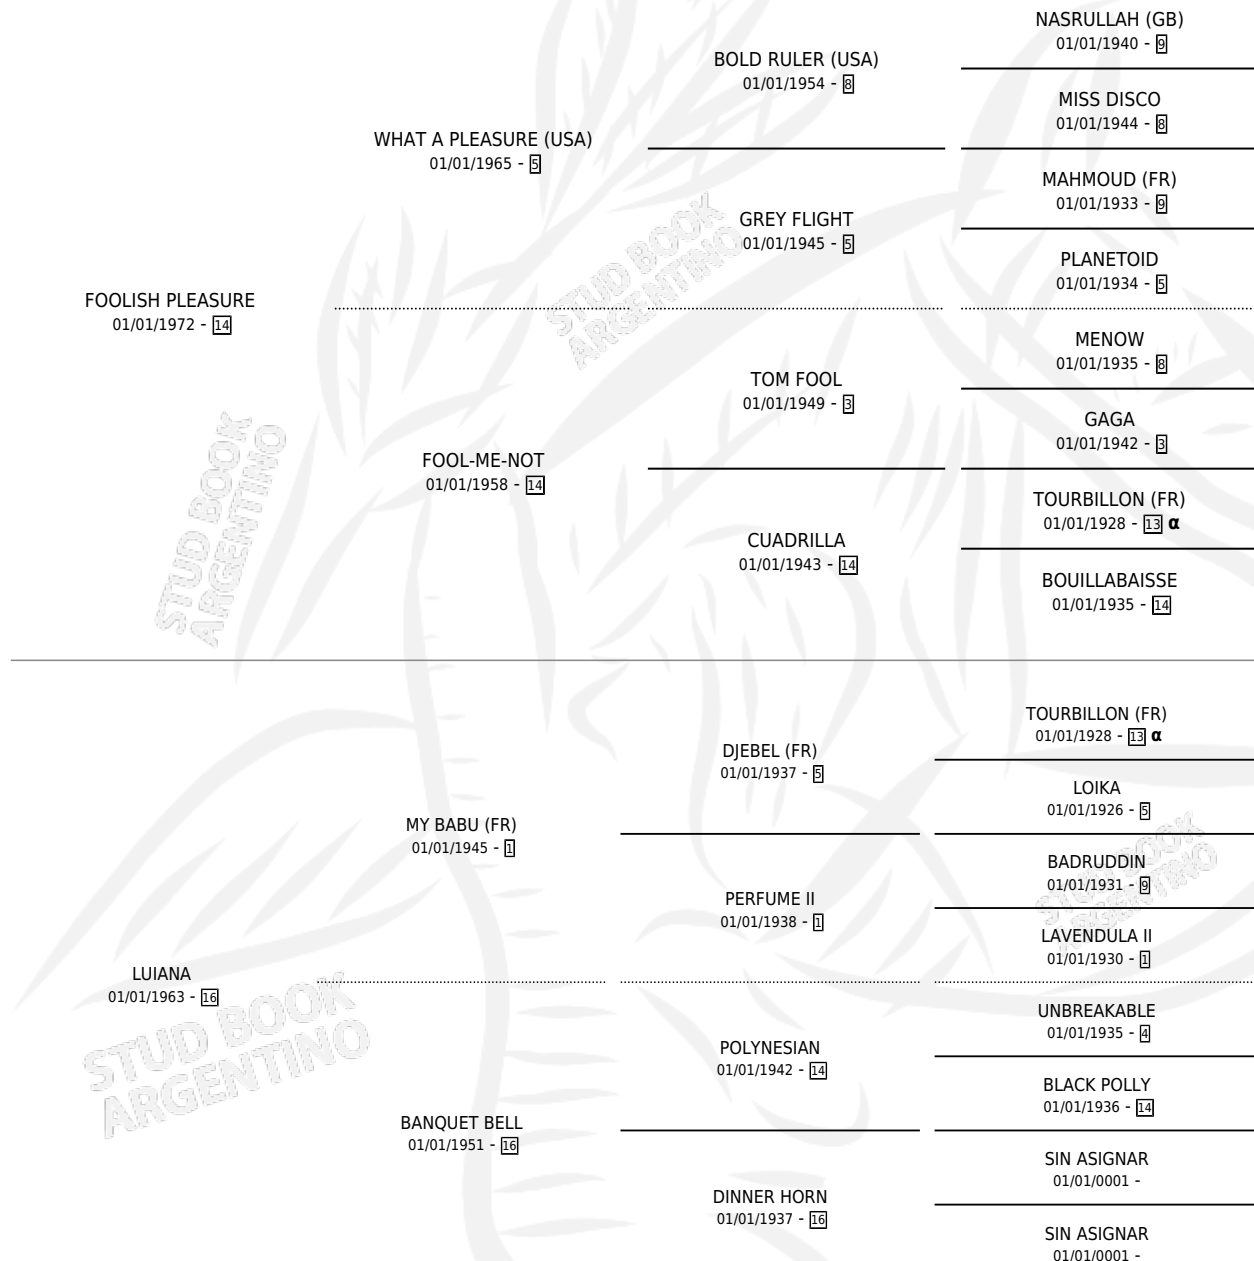 NASRULLAH (GB)
01/01/1940 - 9
BOLD RULER (USA)
01/01/1954 - 8
MISS DISCO
01/01/1944 - 8
WHAT A PLEASURE (USA)
01/01/1965 - 5
MAHMOUD (FR)
01/01/1933 - 9
GREY FLIGHT
01/01/1945 - 5
PLANETOID
01/01/1934 - 5
FOOLISH PLEASURE
01/01/1972 - 14
MENOW
01/01/1935 - 8
TOM FOOL
01/01/1949 - 3
GAGA
01/01/1942 - 3
FOOL-ME-NOT
01/01/1958 - 14
TOURBILLON (FR)
01/01/1928 - 13 α
CUADRILLA
01/01/1943 - 14
BOUILLABAISSE
01/01/1935 - 14
TOURBILLON (FR)
01/01/1928 - 13 α
DJEBEL (FR)
01/01/1937 - 5
LOIKA
01/01/1926 - 5
MY BABU (FR)
01/01/1945 - 1
BADRUDDIN
01/01/1931 - 9
PERFUME II
01/01/1938 - 1
LAVENDULA II
01/01/1930 - 1
LUIANA
01/01/1963 - 16
UNBREAKABLE
01/01/1935 - 4
POLYNESIAN
01/01/1942 - 14
BLACK POLLY
01/01/1936 - 14
BANQUET BELL
01/01/1951 - 16
SIN ASIGNAR
01/01/0001 -
DINNER HORN
01/01/1937 - 16
SIN ASIGNAR
01/01/0001 -
STUD BOOK
ARGENTINO
STUD BOOK
ARGENTINO
STUD BOOK
ARGENTINO
STUD BOOK
ARGENTINO